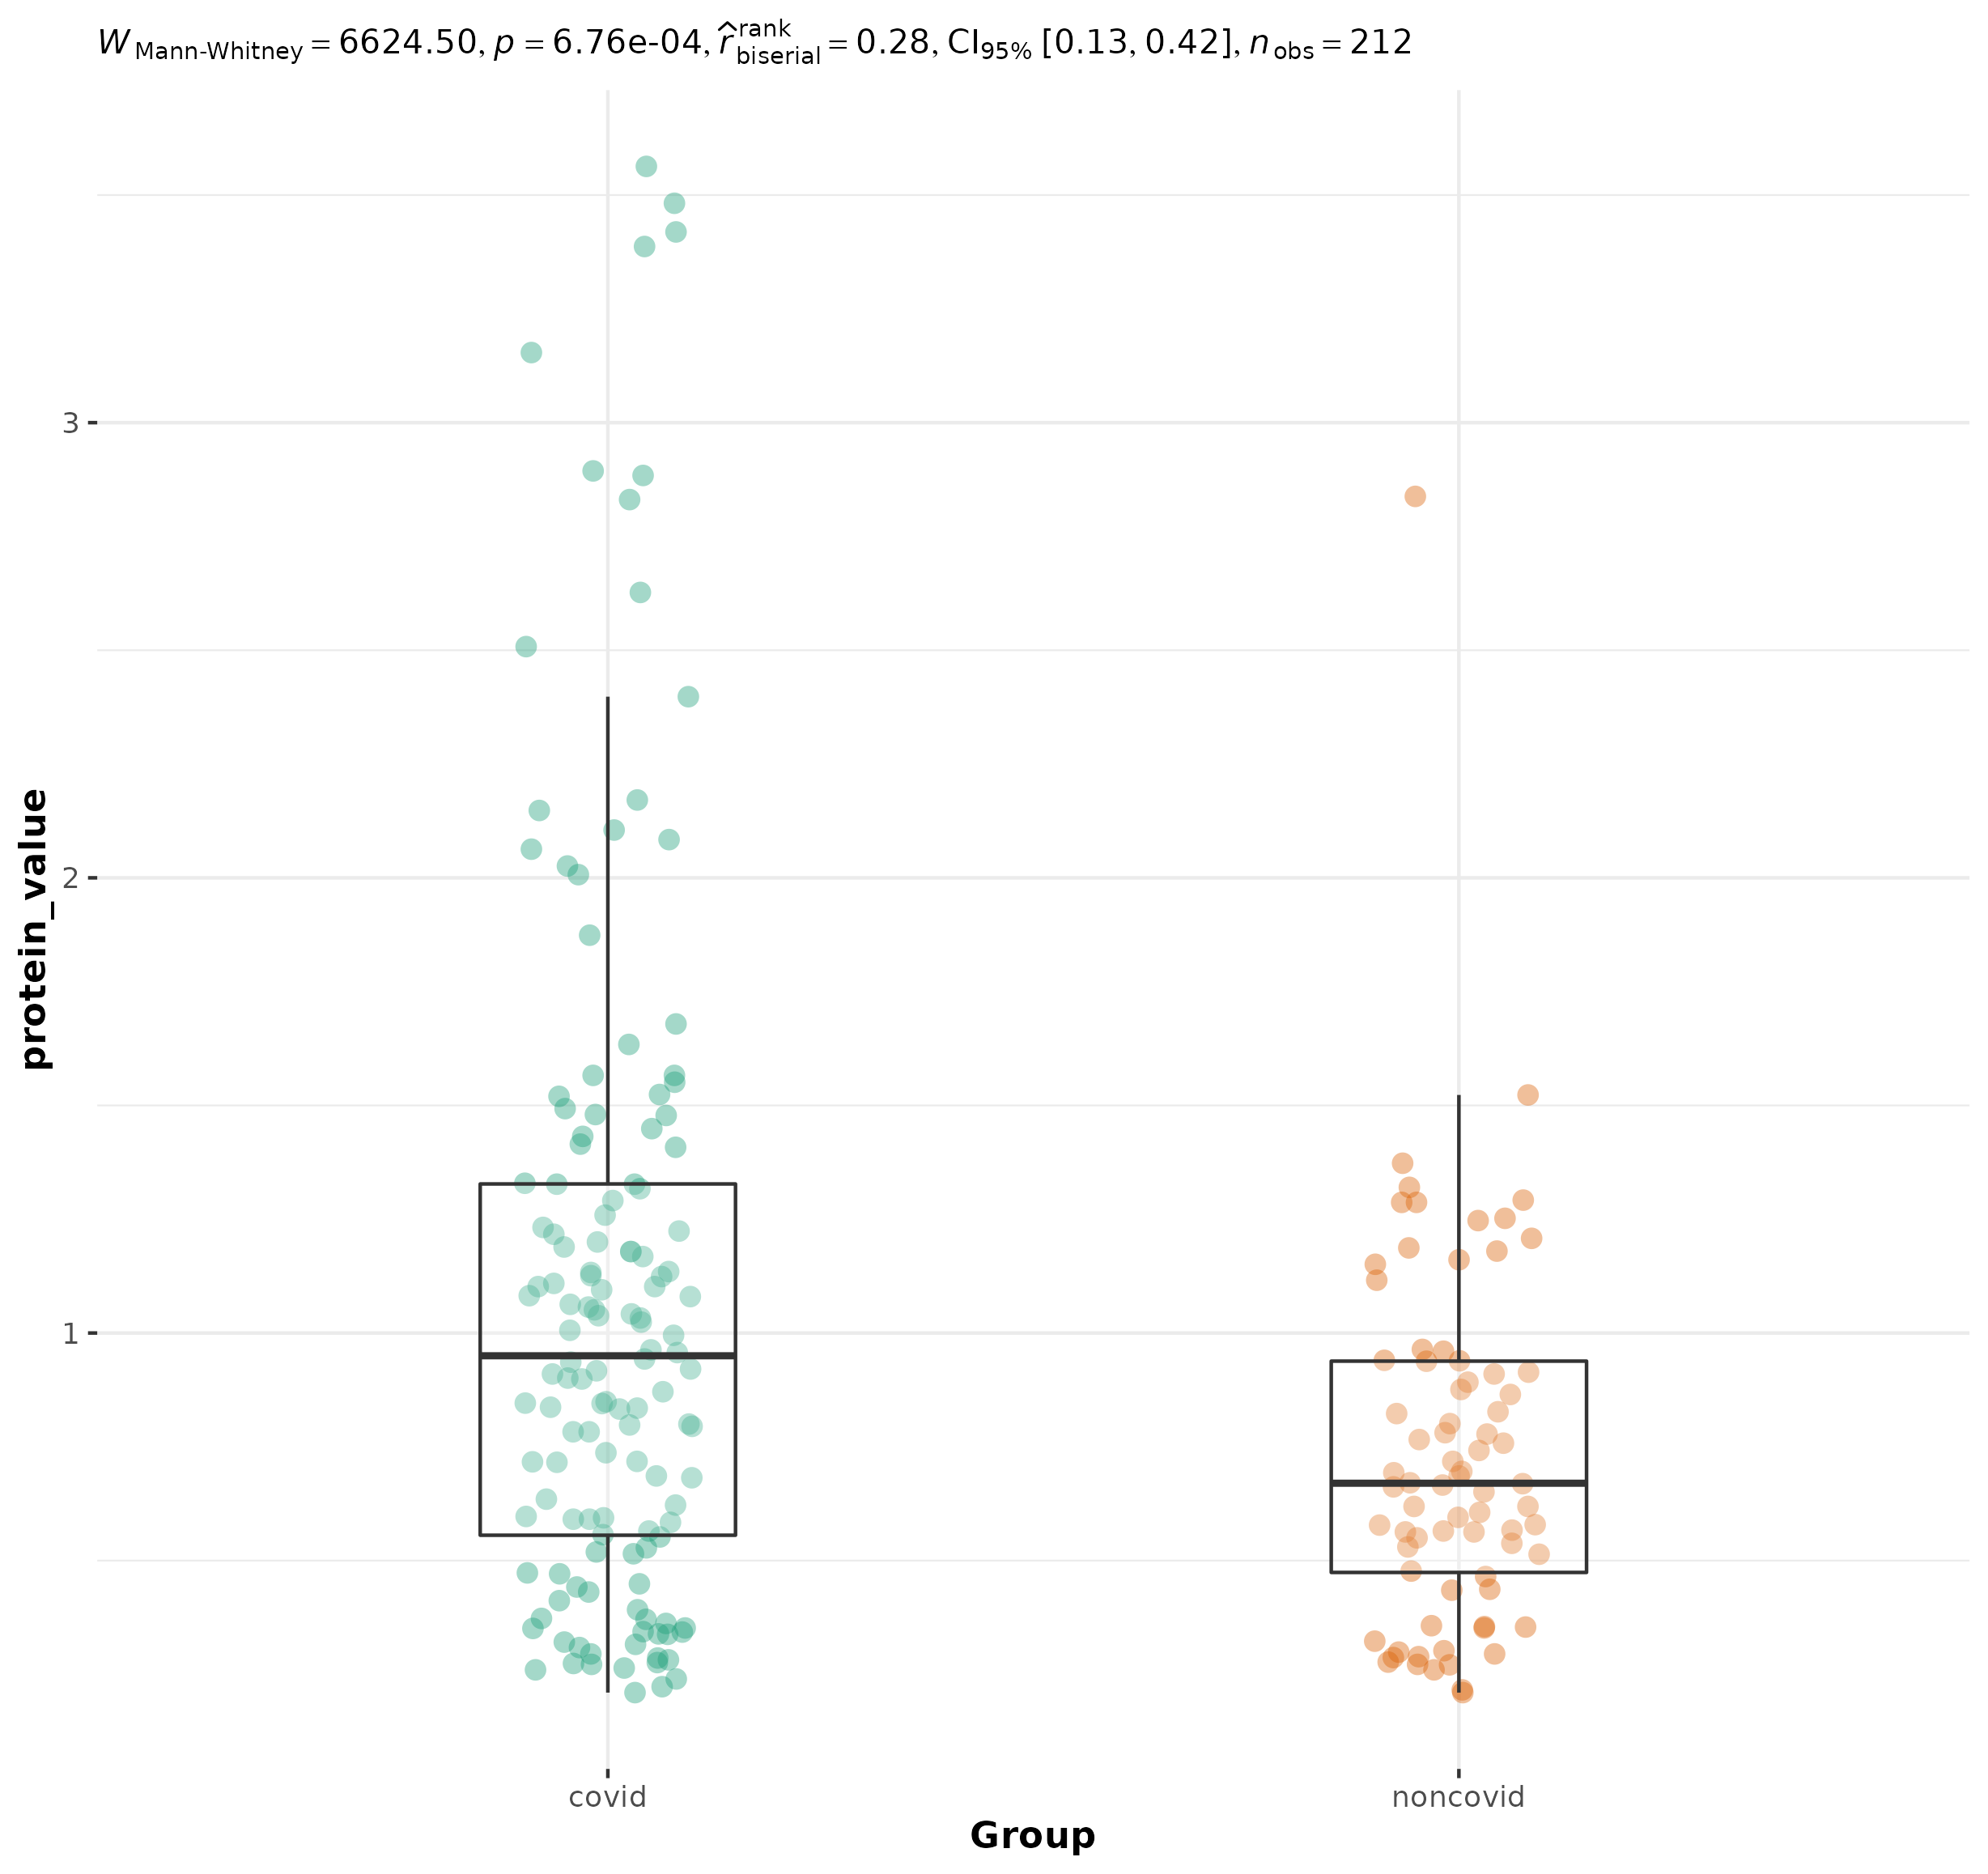 W Mann-Whitney = 6624.50, p = 6.76e-04, r̂ rank biserial = 0.28, CI95% [0.13, 0.42], nobs = 212
3
2
1
protein_value
covid noncovid
Group